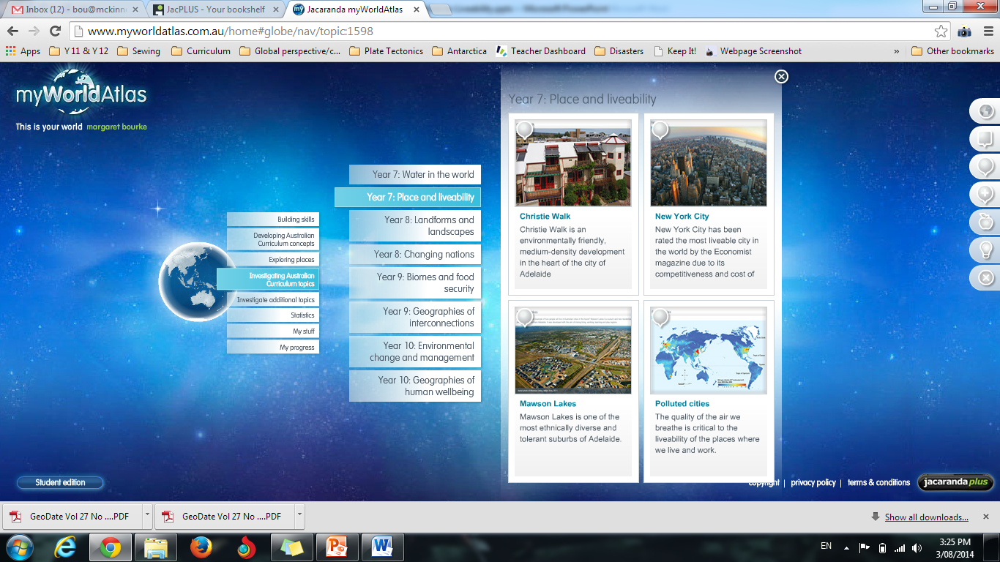 Inbox (12) - bou@mckinn
JacPLUS - Your bookshelf
Jacaranda myWorldAtlas
www.myworldatlas.com.au/home#globe/nav/topic:1598
Apps
Y 11 & Y 12
Sewing
Curriculum
Global perspective/c...
Plate Tectonics
Antarctica
Teacher Dashboard
Disasters
Keep It!
Webpage Screenshot
»
Other bookmarks
myWorldAtlas
This is your world margaret bourke
Building skills
Developing Australian
Curriculum concepts
Exploring places
Investigating Australian
Curriculum topics
Investigate additional topics
Statistics
My stuff
My progress
Year 7: Water in the world
Year 7: Place and liveability
Year 8: Landforms and
landscapes
Year 8: Changing nations
Year 9: Biomes and food
security
Year 9: Geographies of
interconnections
Year 10: Environmental
change and management
Year 10: Geographies of
human wellbeing
Year 7: Place and liveability
Christie Walk
Christie Walk is an
environmentally friendly,
medium-density development
in the heart of the city of
Adelaide
New York City
New York City has been
rated the most liveable city in
the world by the Economist
magazine due to its
competitiveness and cost of
Mawson Lakes
Mawson Lakes is one of the
most ethnically diverse and
tolerant suburbs of Adelaide.
Polluted cities
The quality of the air we
breathe is critical to the
liveability of the places where
we live and work.
Student edition
copyright | privacy policy | terms & conditions
jacaranda plus
GeoDate Vol 27 No ....PDF
GeoDate Vol 27 No ....PDF
Show all downloads...
EN
3:25 PM
3/08/2014